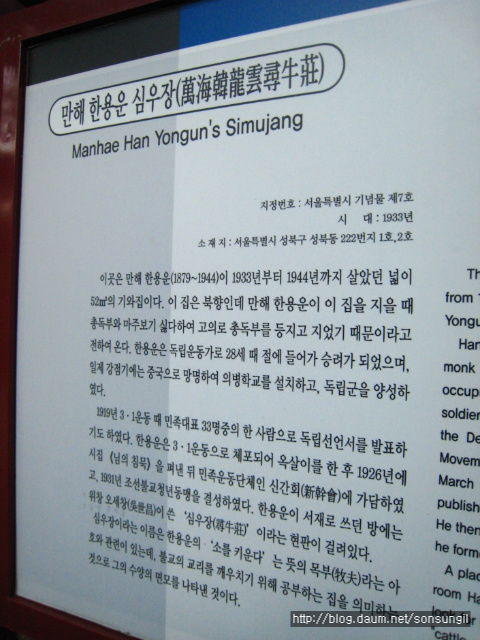 만해 한용운 심우장(萬海韓龍雲尋牛莊)
Manhae Han Yongun's Simujang
지정번호 : 서울특별시 기념물 제7호
시 대 : 1933년
소 재 지 : 서울특별시 성북구 성북동 222번지 1호,2호
이곳은 만해 한용운(1879~1944)이 1933년부터 1944년까지 살았던 넓이
52㎡의 기와집이다. 이 집은 북향인데 만해 한용운이 이 집을 지을 때
총독부와 마주보기 싫다하여 고의로 총독부를 등지고 지었기 때문이라고
전하여 온다. 한용운은 독립운동가로 28세 때 절에 들어가 승려가 되었으며,
일제 강점기에는 중국으로 망명하여 의병학교를 설치하고, 독립군을 양성하
였다.
1919년 3·1운동 때 민족대표 33명중의 한 사람으로 독립선언서를 발표하
기도 하였다. 한용운은 3·1운동으로 체포되어 옥살이를 한 후 1926년에
시집 《님의 침묵》을 펴낸 뒤 민족운동단체인 신간회(新幹會)에 가담하였
고, 1931년 조선불교청년동맹을 결성하였다. 한용운이 서재로 쓰던 방에는
위창 오세창(吳世昌)이 쓴 ‘심우장(尋牛莊)’이라는 현판이 걸려있다.
심우장이라는 이름은 한용운의 ‘소를 키운다’는 뜻의 목부(牧夫)라는 아
호와 관련이 있는데, 불교의 교리를 깨우치기 위해 공부하는 집을 의미하는
것으로 그의 수양의 면모를 나타낸 것이다.
Th
from 1
Yongu
Han
monk
occup
soldier
the De
Movem
March
publish
He then
he forme
A plac
room Ha
cattle
http://blog.daum.net/sonsungil